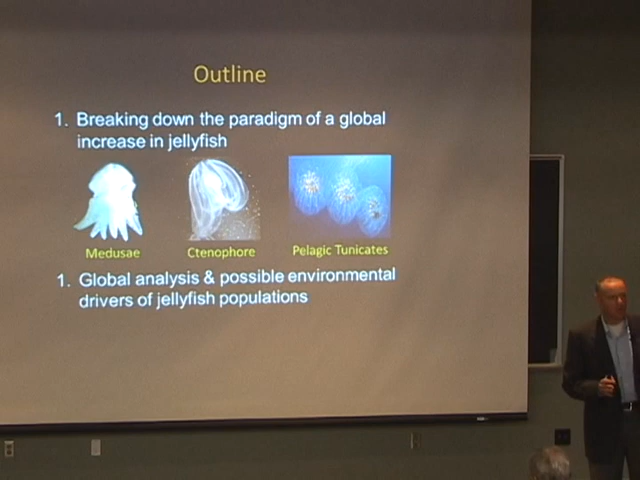 Outline
1. Breaking down the paradigm of a global
increase in jellyfish
Medusae
Ctenophore
Pelagic Tunicates
1. Global analysis & possible environmental
drivers of jellyfish populations